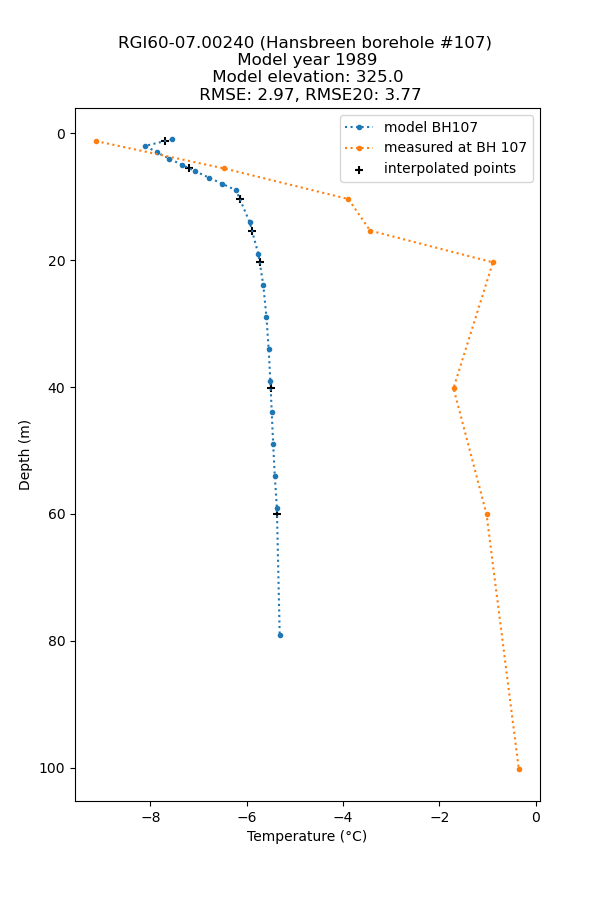 RGI60-07.00240 (Hansbreen borehole #107)
Model year 1989
Model elevation: 325.0
RMSE: 2.97, RMSE20: 3.77
model BH107
measured at BH 107
interpolated points
0
20
40
60
80
100
Depth (m)
−8
−6
−4
−2
0
Temperature (°C)